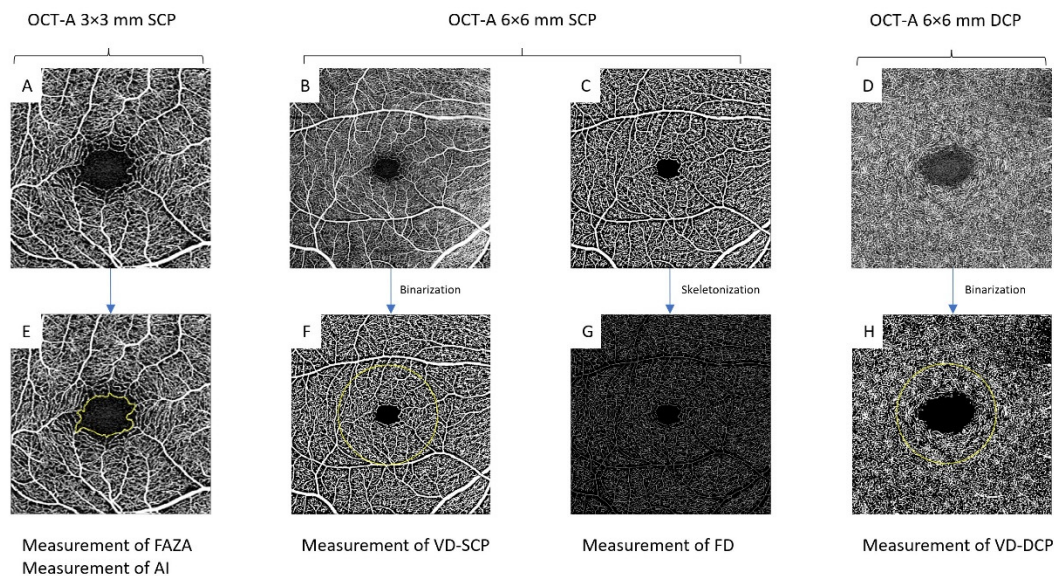 OCT-A 3×3 mm SCP
OCT-A 6×6 mm SCP
OCT-A 6×6 mm DCP
A
B
C
D
Binarization
Skeletonization
Binarization
E
F
G
H
Measurement of FAZA
Measurement of AI
Measurement of VD-SCP
Measurement of FD
Measurement of VD-DCP